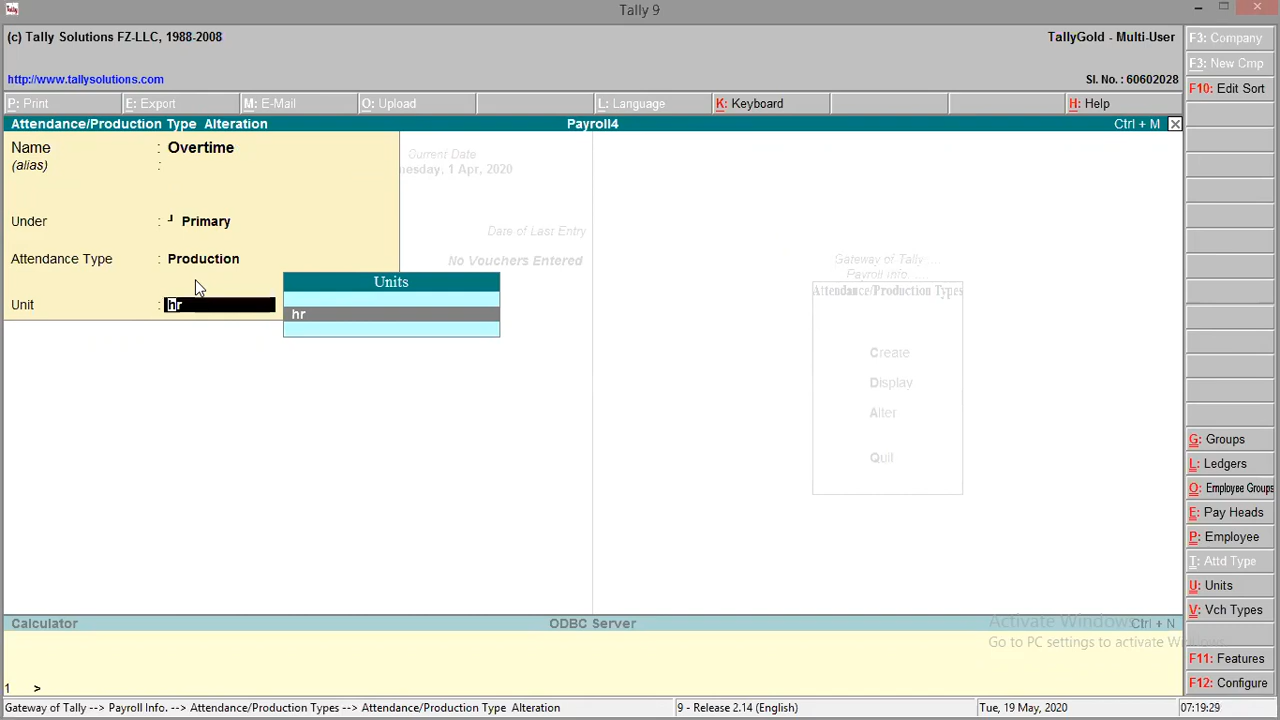 Tally
Tally 9
(c) Tally Solutions FZ-LLC, 1988-2008
TallyGold - Multi-User
http://www.tallysolutions.com
Sl. No. : 60602028
F3: Company
F3: New Cmp
F10: Edit Sort
P: Print
E: Export
M: E-Mail
O: Upload
L: Language
K: Keyboard
H: Help
Attendance/Production Type Alteration
Payroll4
Ctrl + M
Name : Overtime
(alias) :
Under : ┘ Primary
Attendance Type : Production
Unit : hr
Units
hr
Current Date
nesday, 1 Apr, 2020
Date of Last Entry
No Vouchers Entered
Gateway of Tally ....
Payroll Info. ....
Attendance/Production Types
Create
Display
Alter
Quit
G: Groups
L: Ledgers
O: Employee Groups
E: Pay Heads
P: Employee
T: Attd Type
U: Units
V: Vch Types
F11: Features
F12: Configure
Calculator
ODBC Server
Ctrl + N
Activate Windows
Go to PC settings to activate Windows.
1 >
Gateway of Tally --> Payroll Info. --> Attendance/Production Types --> Attendance/Production Type Alteration
9 - Release 2.14 (English)
Tue, 19 May, 2020
07:19:29